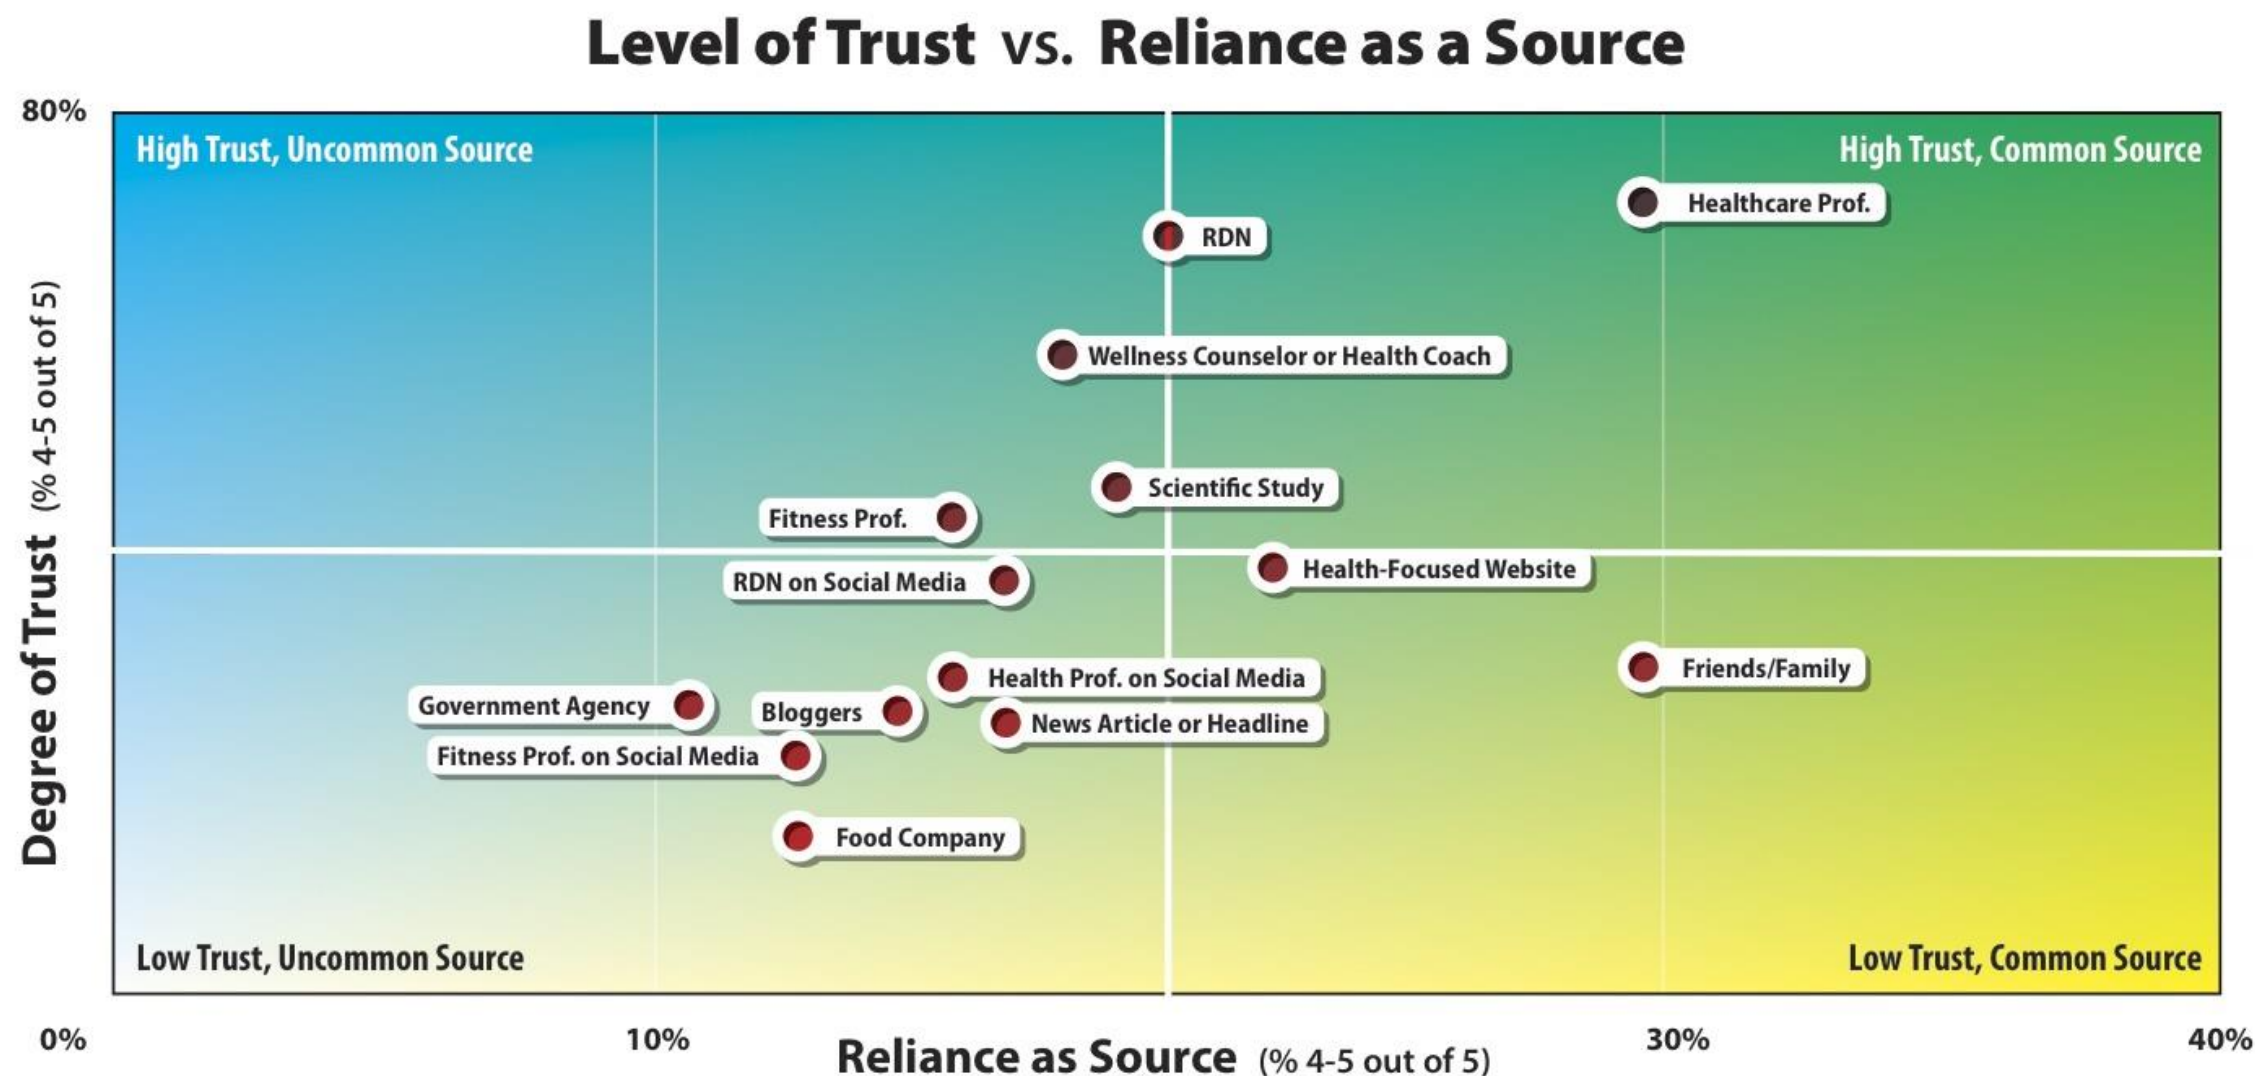 Level of Trust vs. Reliance as a Source
80%
High Trust, Uncommon Source
High Trust, Common Source
Healthcare Prof.
RDN
Wellness Counselor or Health Coach
Scientific Study
Fitness Prof.
Health-Focused Website
RDN on Social Media
Friends/Family
Health Prof. on Social Media
Government Agency
Bloggers
News Article or Headline
Fitness Prof. on Social Media
Food Company
Degree of Trust (% 4-5 out of 5)
Low Trust, Uncommon Source
Low Trust, Common Source
0%
10%
30%
40%
Reliance as Source (% 4-5 out of 5)